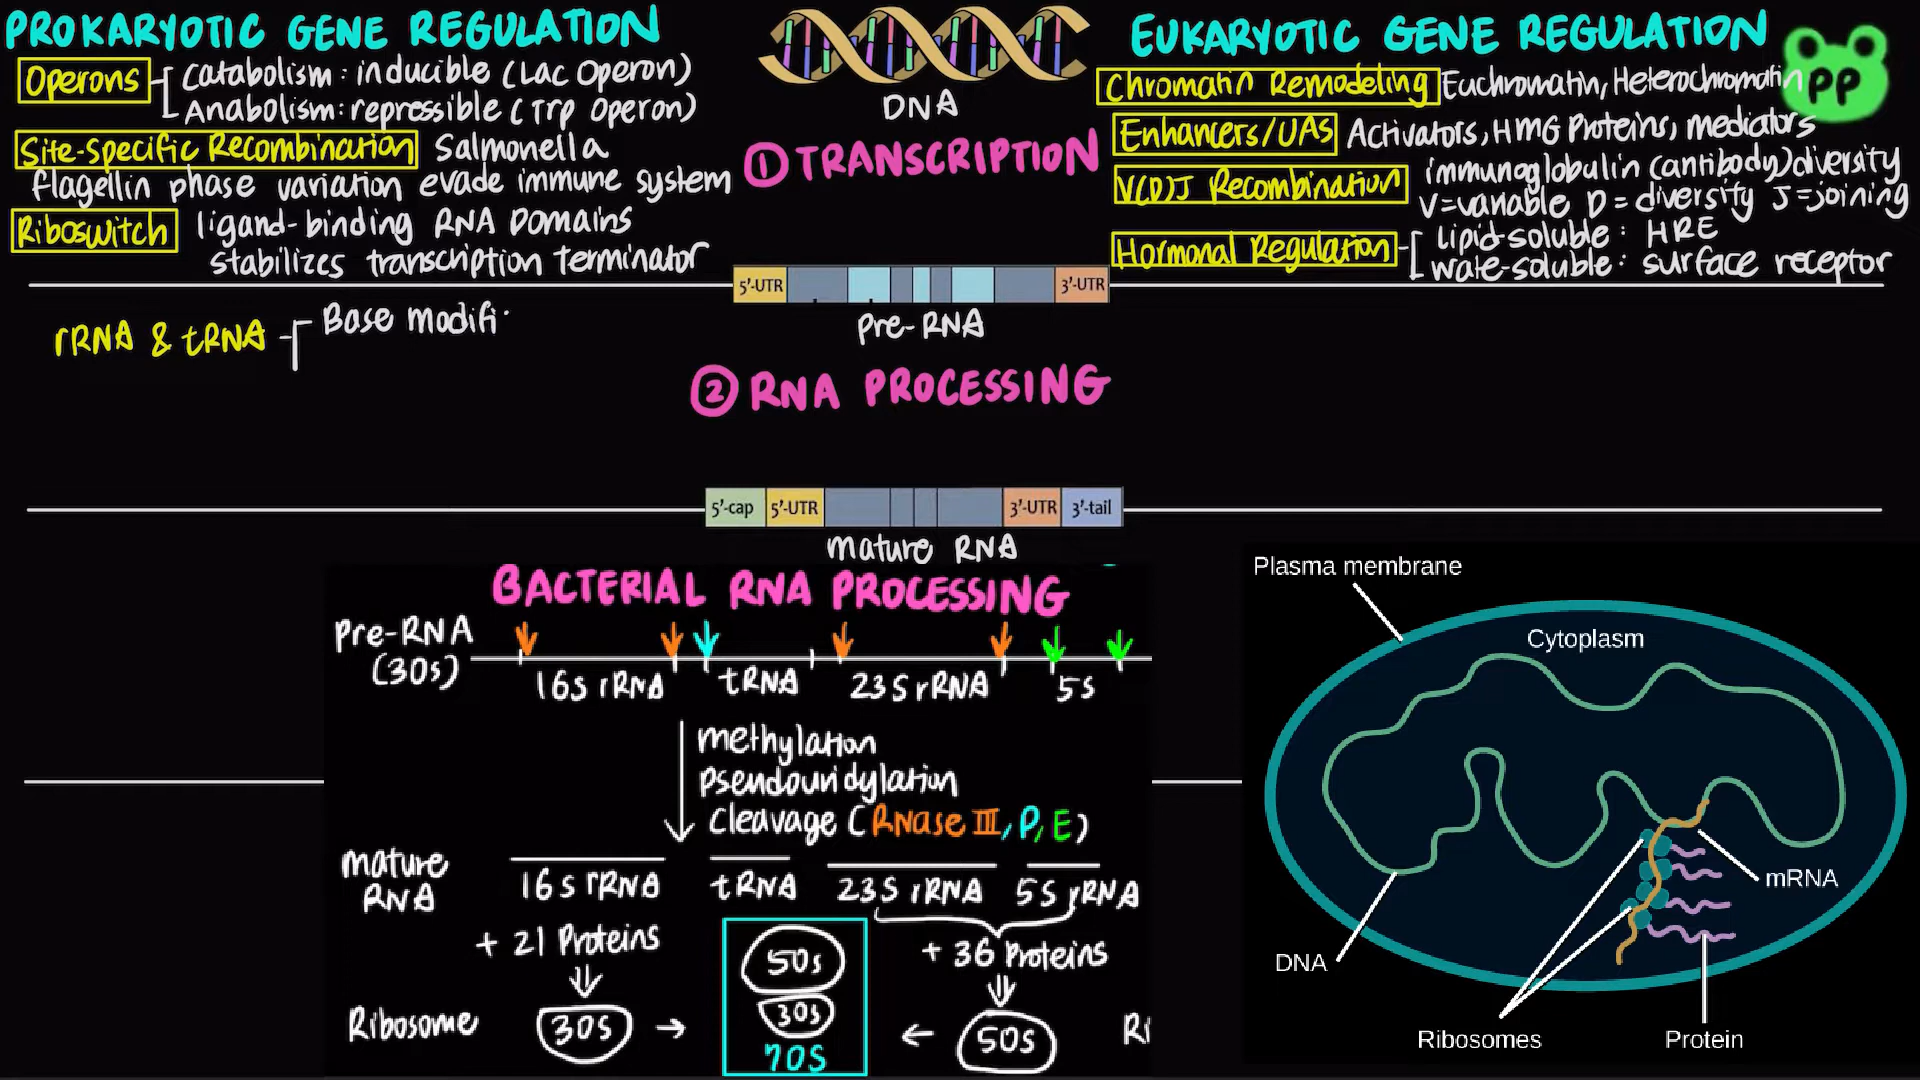 PROKARYOTIC GENE REGULATION
Operons
Catabolism: inducible (Lac Operon)
Anabolism: repressible (Trp Operon)
Site-specific Recombination Salmonella
flagellin phase variation evade immune system
Riboswitch ligand-binding RNA Domains
stabilizes transcription terminator
DNA
① TRANSCRIPTION
EUKARYOTIC GENE REGULATION
PP
Chromatin Remodeling Euchromatin, Heterochromatin
Enhancers/UAS Activators, HMG Proteins, mediators
V(D)J Recombination immunoglobulin (antibody) diversity
V=variable D=diversity J=joining
Hormonal Regulation
lipid-soluble: HRE
wate-soluble: surface receptor
5'-UTR 3'-UTR
Pre-RNA
rRNA & tRNA
Base modifi
② RNA PROCESSING
5'-cap 5'-UTR 3'-UTR 3'-tail
mature RNA
BACTERIAL RNA PROCESSING
Pre-RNA
(30s)
16s rRNA tRNA 23S rRNA 5s
methylation
Pseudouridylation
Cleavage (RNase III, P, E)
mature
RNA
16s rRNA tRNA 23S rRNA 5S rRNA
+ 21 Proteins
+ 36 Proteins
Ribosome 30S → 50s 30s 70S ← 50S Ri
Plasma membrane
Cytoplasm
mRNA
DNA
Ribosomes
Protein